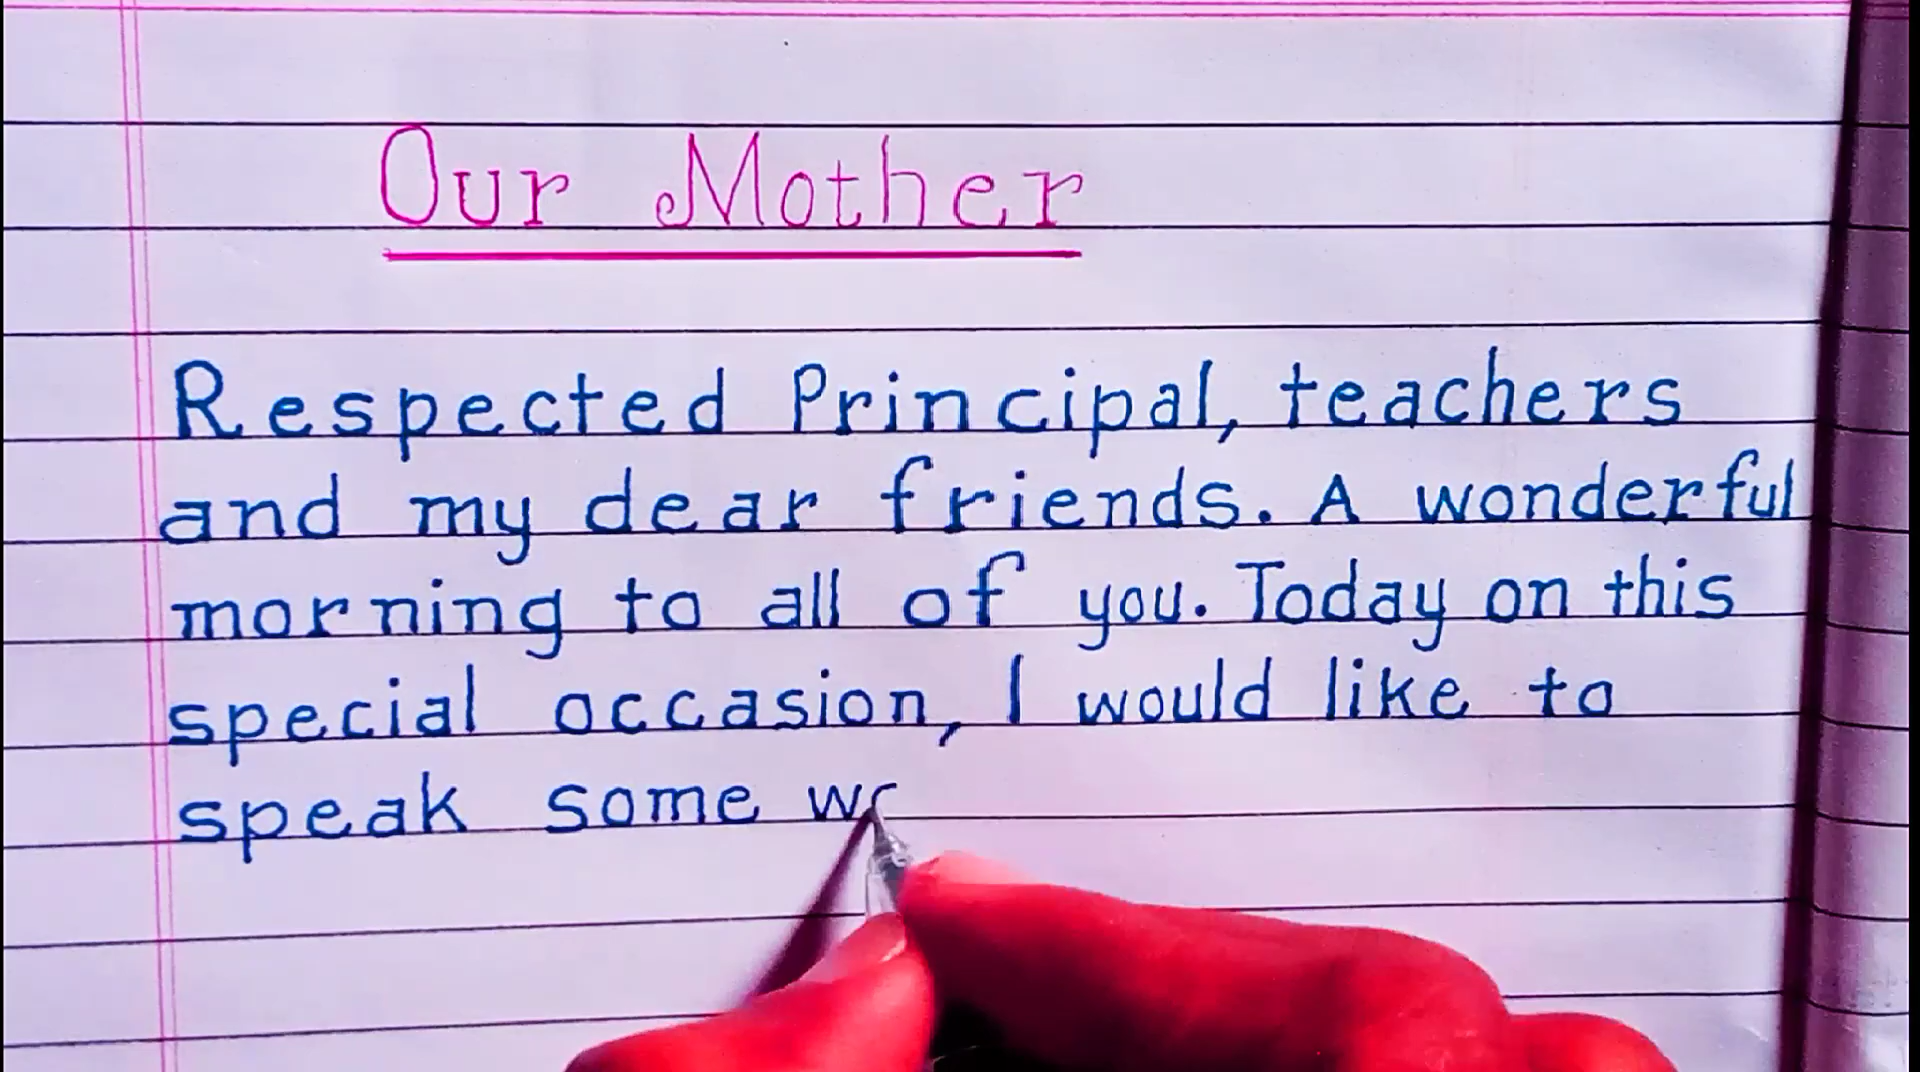 Our Mother
Respected Principal, teachers
and my dear friends. A wonderful
morning to all of you. Today on this
special occasion, I would like to
speak some